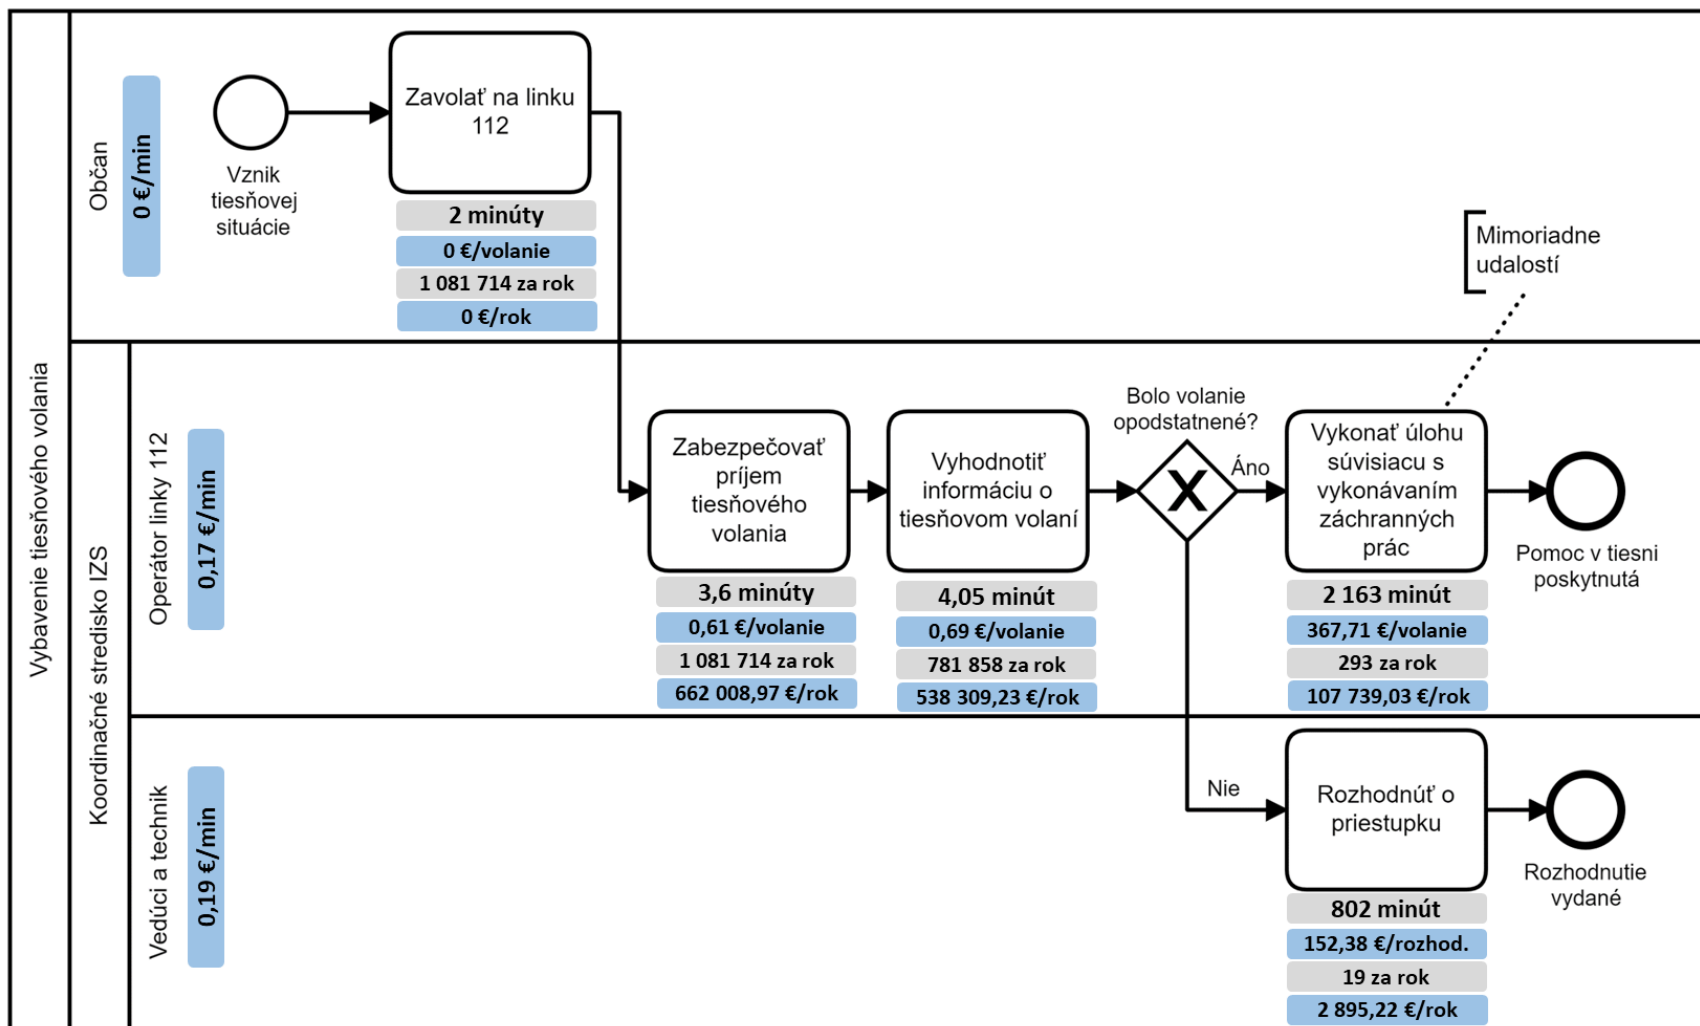 Vybavenie tiesňového volania
Občan
0 €/min
Vznik
tiesňovej
situácie
Zavolať na linku
112
2 minúty
0 €/volanie
1 081 714 za rok
0 €/rok
Mimoriadne
udalostí
Koordinačné stredisko IZS
Operátor linky 112
0,17 €/min
Zabezpečovať
príjem
tiesňového
volania
3,6 minúty
0,61 €/volanie
1 081 714 za rok
662 008,97 €/rok
Vyhodnotiť
informáciu o
tiesňovom volaní
4,05 minút
0,69 €/volanie
781 858 za rok
538 309,23 €/rok
Bolo volanie
opodstatnené?
Áno
Vykonať úlohu
súvisiacu s
vykonávaním
záchranných
prác
2 163 minút
367,71 €/volanie
293 za rok
107 739,03 €/rok
Pomoc v tiesni
poskytnutá
Vedúci a technik
0,19 €/min
Nie
Rozhodnúť o
priestupku
802 minút
152,38 €/rozhod.
19 za rok
2 895,22 €/rok
Rozhodnutie
vydané